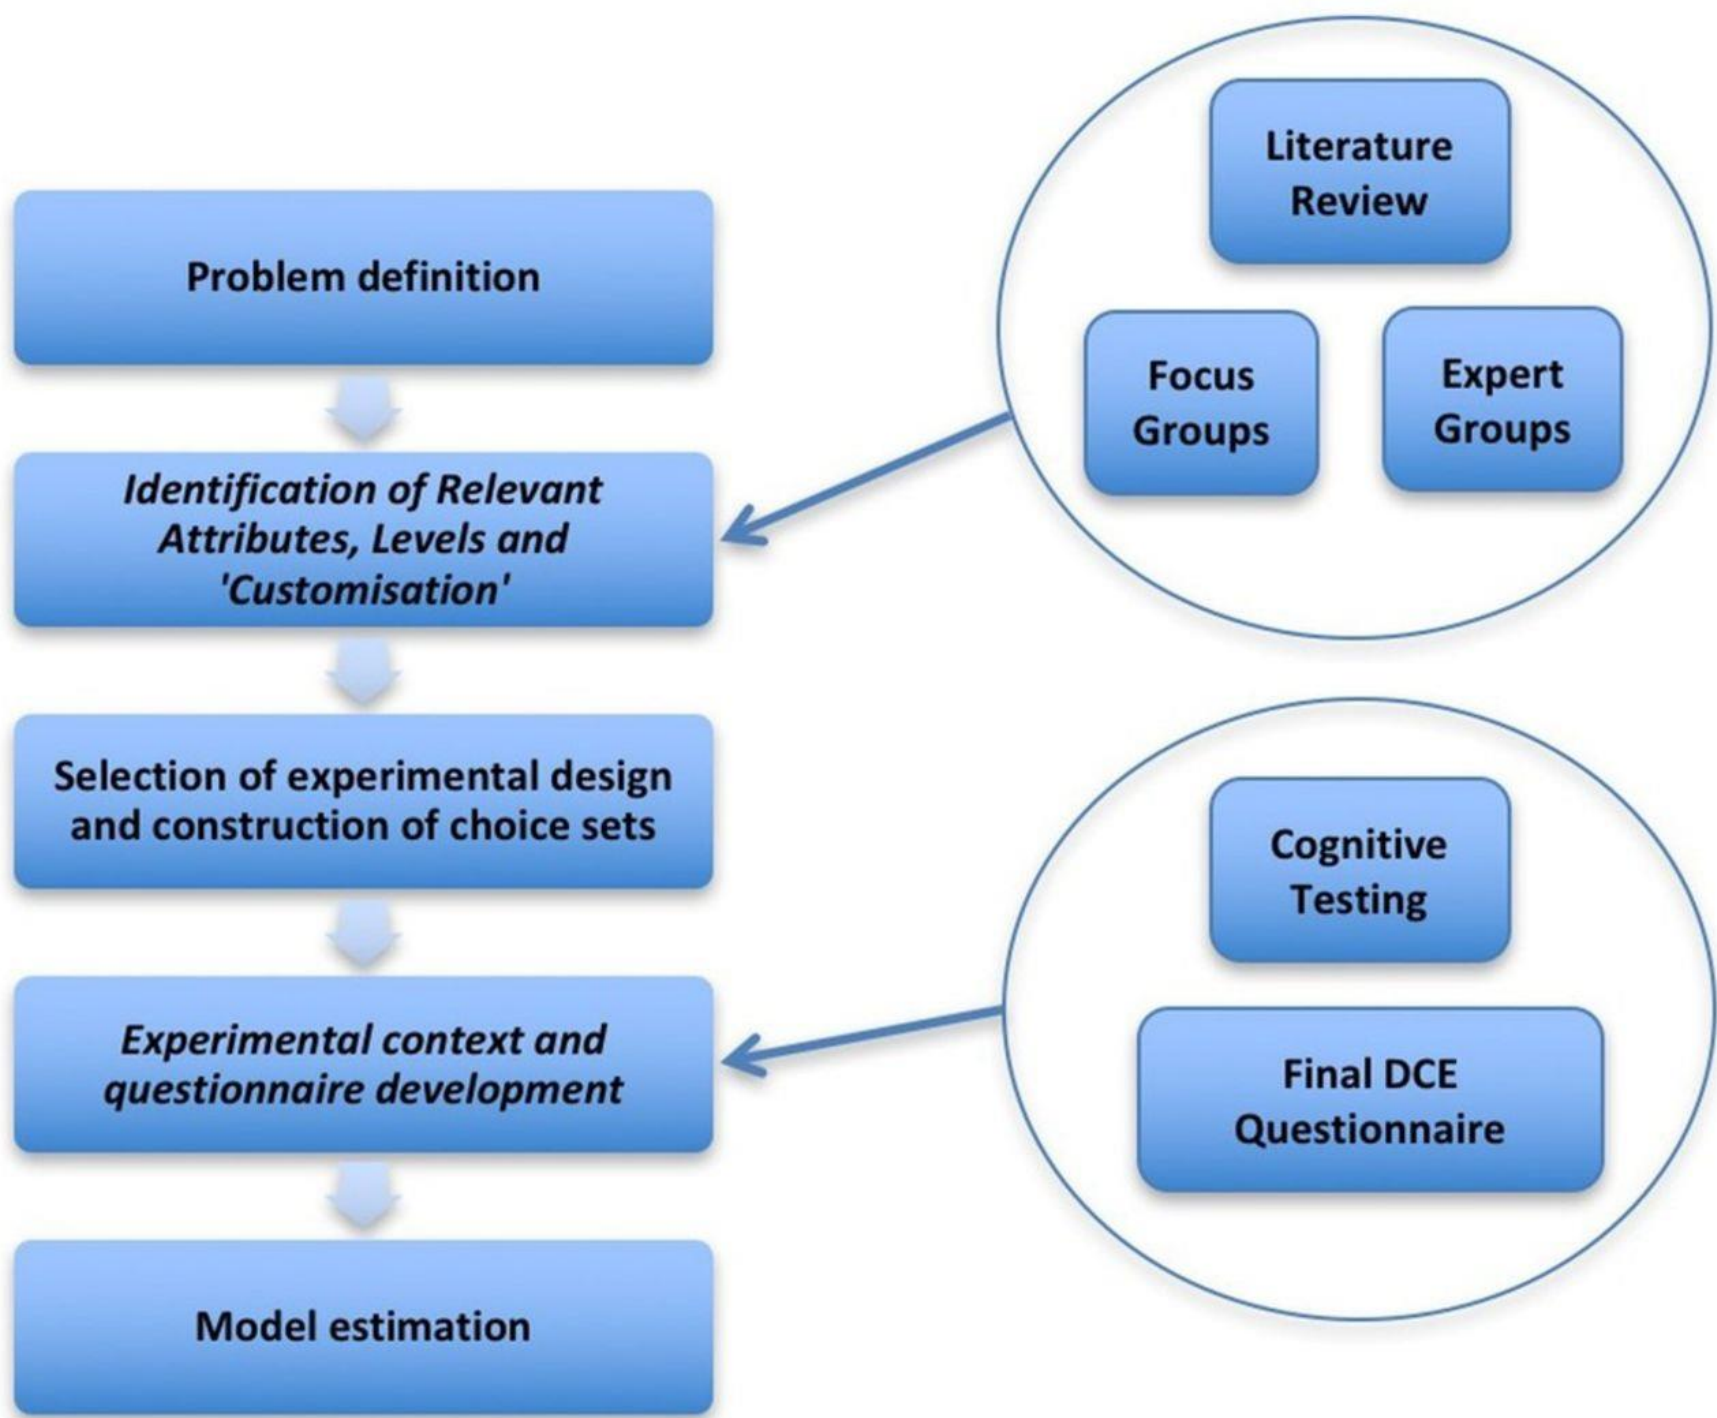 Problem definition
Identification of Relevant
Attributes, Levels and
'Customisation'
Selection of experimental design
and construction of choice sets
Experimental context and
questionnaire development
Model estimation
Literature
Review
Focus
Groups
Expert
Groups
Cognitive
Testing
Final DCE
Questionnaire